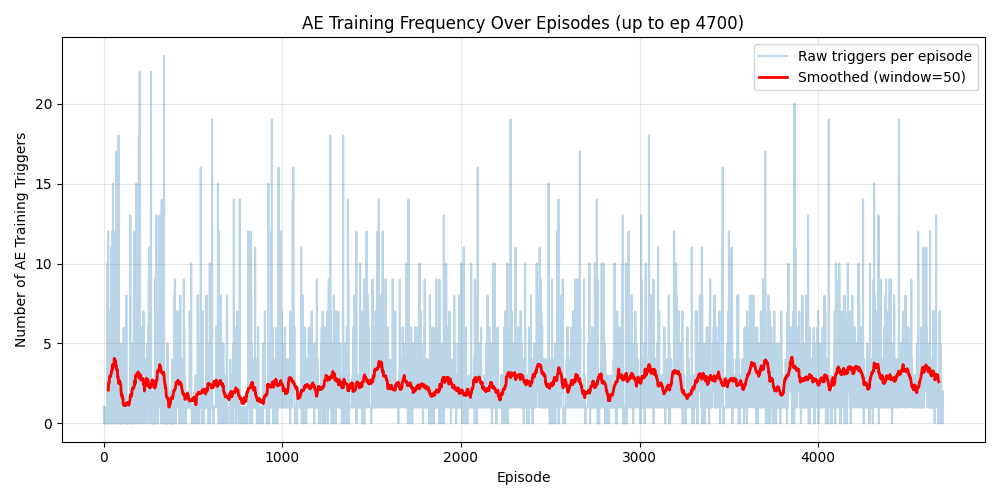 AE Training Frequency Over Episodes (up to ep 4700)
Raw triggers per episode
Smoothed (window=50)
Number of AE Training Triggers
20
15
10
5
0
0 1000 2000 3000 4000
Episode